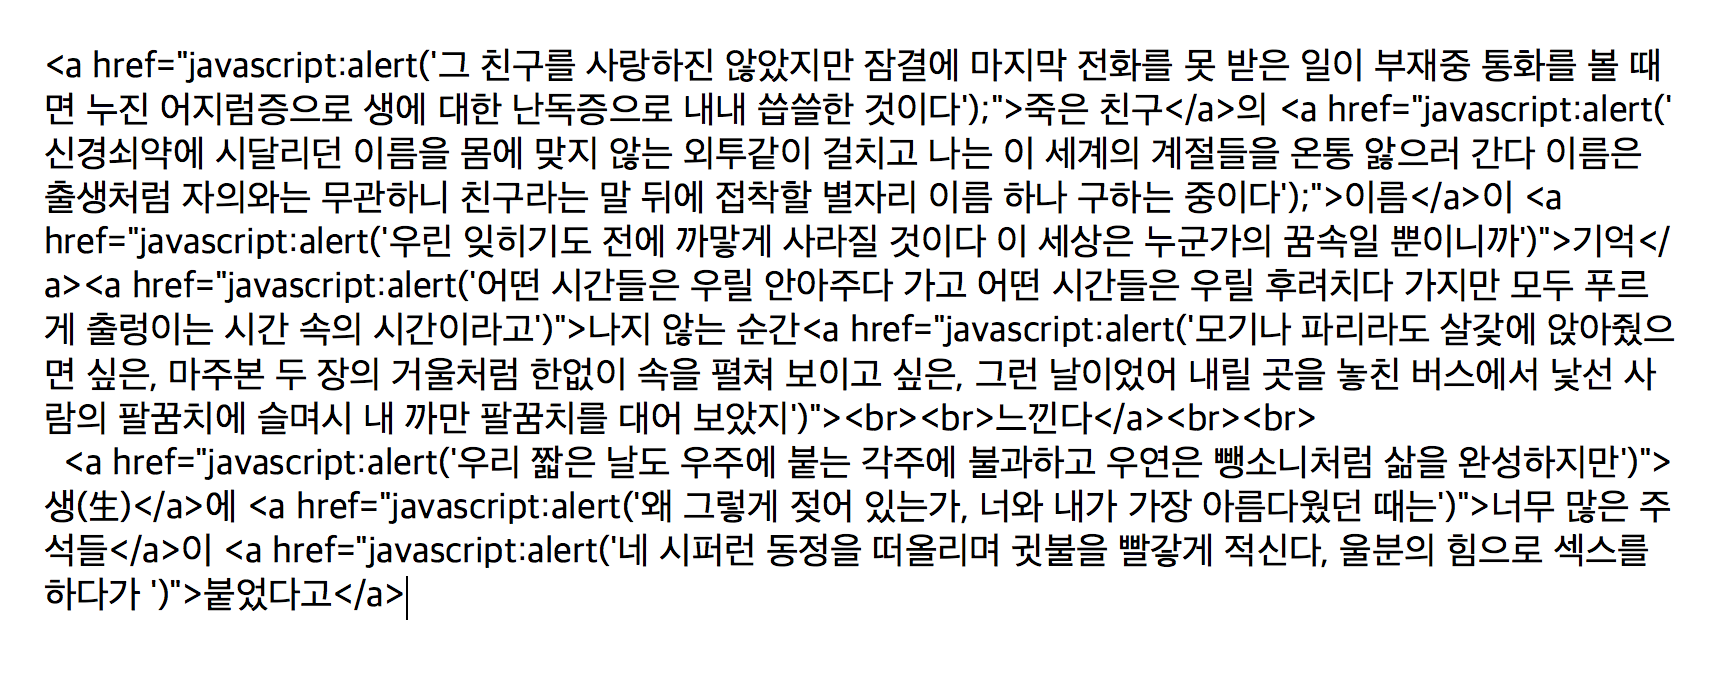 <a href="javascript:alert('그 친구를 사랑하진 않았지만 잠결에 마지막 전화를 못 받은 일이 부재중 통화를 볼 때
면 누진 어지럼증으로 생에 대한 난독증으로 내내 씁쓸한 것이다');">죽은 친구</a>의 <a href="javascript:alert('
신경쇠약에 시달리던 이름을 몸에 맞지 않는 외투같이 걸치고 나는 이 세계의 계절들을 온통 앓으러 간다 이름은
출생처럼 자의와는 무관하니 친구라는 말 뒤에 접착할 별자리 이름 하나 구하는 중이다');">이름</a>이 <a
href="javascript:alert('우린 잊히기도 전에 까맣게 사라질 것이다 이 세상은 누군가의 꿈속일 뿐이니까')">기억</
a><a href="javascript:alert('어떤 시간들은 우릴 안아주다 가고 어떤 시간들은 우릴 후려치다 가지만 모두 푸르
게 출렁이는 시간 속의 시간이라고')">나지 않는 순간<a href="javascript:alert('모기나 파리라도 살갗에 앉아줬으
면 싶은, 마주본 두 장의 거울처럼 한없이 속을 펼쳐 보이고 싶은, 그런 날이었어 내릴 곳을 놓친 버스에서 낯선 사
람의 팔꿈치에 슬며시 내 까만 팔꿈치를 대어 보았지')"><br><br>느낀다</a><br><br>
<a href="javascript:alert('우리 짧은 날도 우주에 붙는 각주에 불과하고 우연은 뺑소니처럼 삶을 완성하지만')">
생(生)</a>에 <a href="javascript:alert('왜 그렇게 젖어 있는가, 너와 내가 가장 아름다웠던 때는')">너무 많은 주
석들</a>이 <a href="javascript:alert('네 시퍼런 동정을 떠올리며 귓불을 빨갛게 적신다, 울분의 힘으로 섹스를
하다가 ')">붙었다고</a>